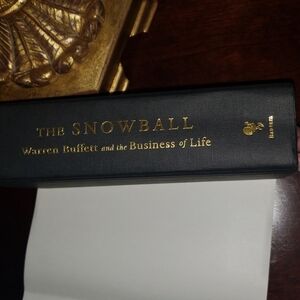 THE SNOWBALL
Warren Buffett and the Business of Life